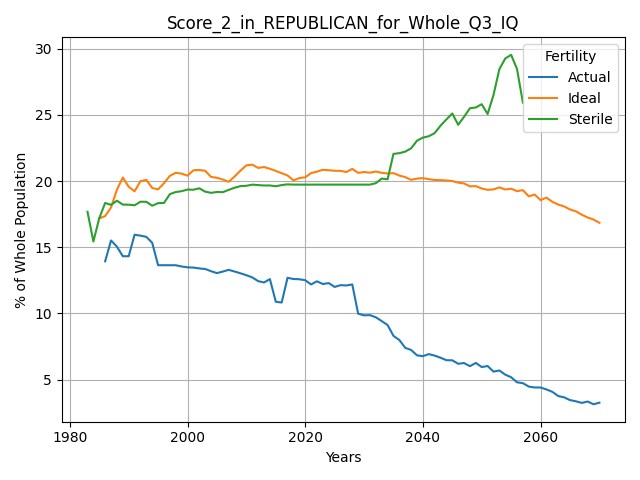 Score_2_in_REPUBLICAN_for_Whole_Q3_IQ
% of Whole Population
30
25
20
15
10
5
Fertility
Actual
Ideal
Sterile
1980
2000
2020
2040
2060
Years